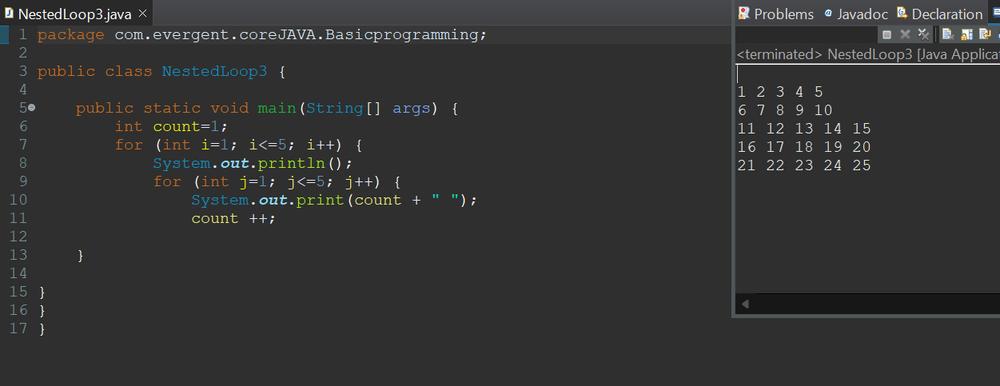 NestedLoop3.java
1 package com.evergent.coreJAVA.Basicprogramming;
2
3 public class NestedLoop3 {
4
5     public static void main(String[] args) {
6         int count=1;
7         for (int i=1; i<=5; i++) {
8             System.out.println();
9             for (int j=1; j<=5; j++) {
10                 System.out.print(count + " ");
11                 count ++;
12
13     }
14
15 }
16 }
17 }
Problems @ Javadoc Declaration
<terminated> NestedLoop3 [Java Applicat
1 2 3 4 5
6 7 8 9 10
11 12 13 14 15
16 17 18 19 20
21 22 23 24 25